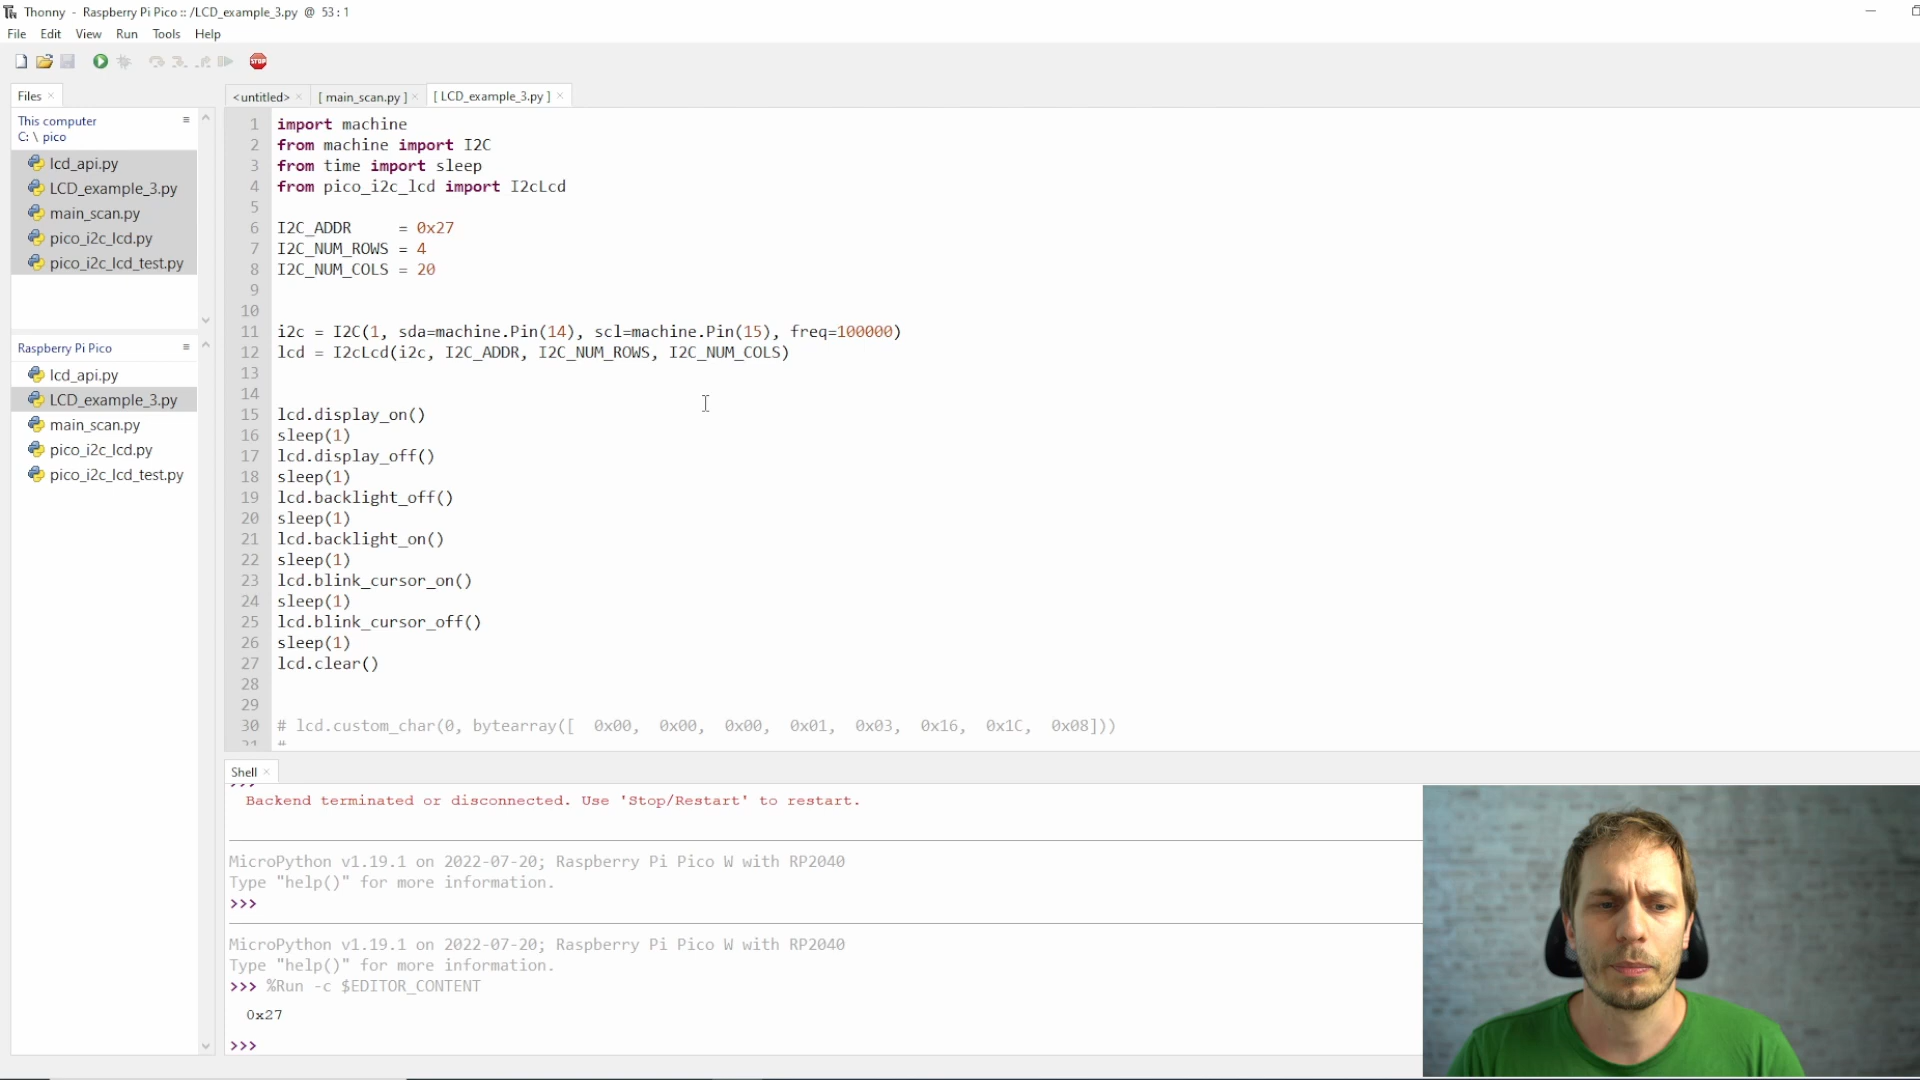 Thonny - Raspberry Pi Pico :: /LCD_example_3.py @ 53 : 1
File Edit View Run Tools Help
STOP
Files
<untitled> [ main_scan.py ] [ LCD_example_3.py ]
This computer
C: \ pico
lcd_api.py
LCD_example_3.py
main_scan.py
pico_i2c_lcd.py
pico_i2c_lcd_test.py
Raspberry Pi Pico
lcd_api.py
LCD_example_3.py
main_scan.py
pico_i2c_lcd.py
pico_i2c_lcd_test.py
1 import machine
2 from machine import I2C
3 from time import sleep
4 from pico_i2c_lcd import I2cLcd
5
6 I2C_ADDR     = 0x27
7 I2C_NUM_ROWS = 4
8 I2C_NUM_COLS = 20
9
10
11 i2c = I2C(1, sda=machine.Pin(14), scl=machine.Pin(15), freq=100000)
12 lcd = I2cLcd(i2c, I2C_ADDR, I2C_NUM_ROWS, I2C_NUM_COLS)
13
14
15 lcd.display_on()
16 sleep(1)
17 lcd.display_off()
18 sleep(1)
19 lcd.backlight_off()
20 sleep(1)
21 lcd.backlight_on()
22 sleep(1)
23 lcd.blink_cursor_on()
24 sleep(1)
25 lcd.blink_cursor_off()
26 sleep(1)
27 lcd.clear()
28
29
30 # lcd.custom_char(0, bytearray([  0x00,  0x00,  0x00,  0x01,  0x03,  0x16,  0x1C,  0x08]))
31 #
Shell
>>>
Backend terminated or disconnected. Use 'Stop/Restart' to restart.
MicroPython v1.19.1 on 2022-07-20; Raspberry Pi Pico W with RP2040
Type "help()" for more information.
>>>
MicroPython v1.19.1 on 2022-07-20; Raspberry Pi Pico W with RP2040
Type "help()" for more information.
>>> %Run -c $EDITOR_CONTENT
0x27
>>>